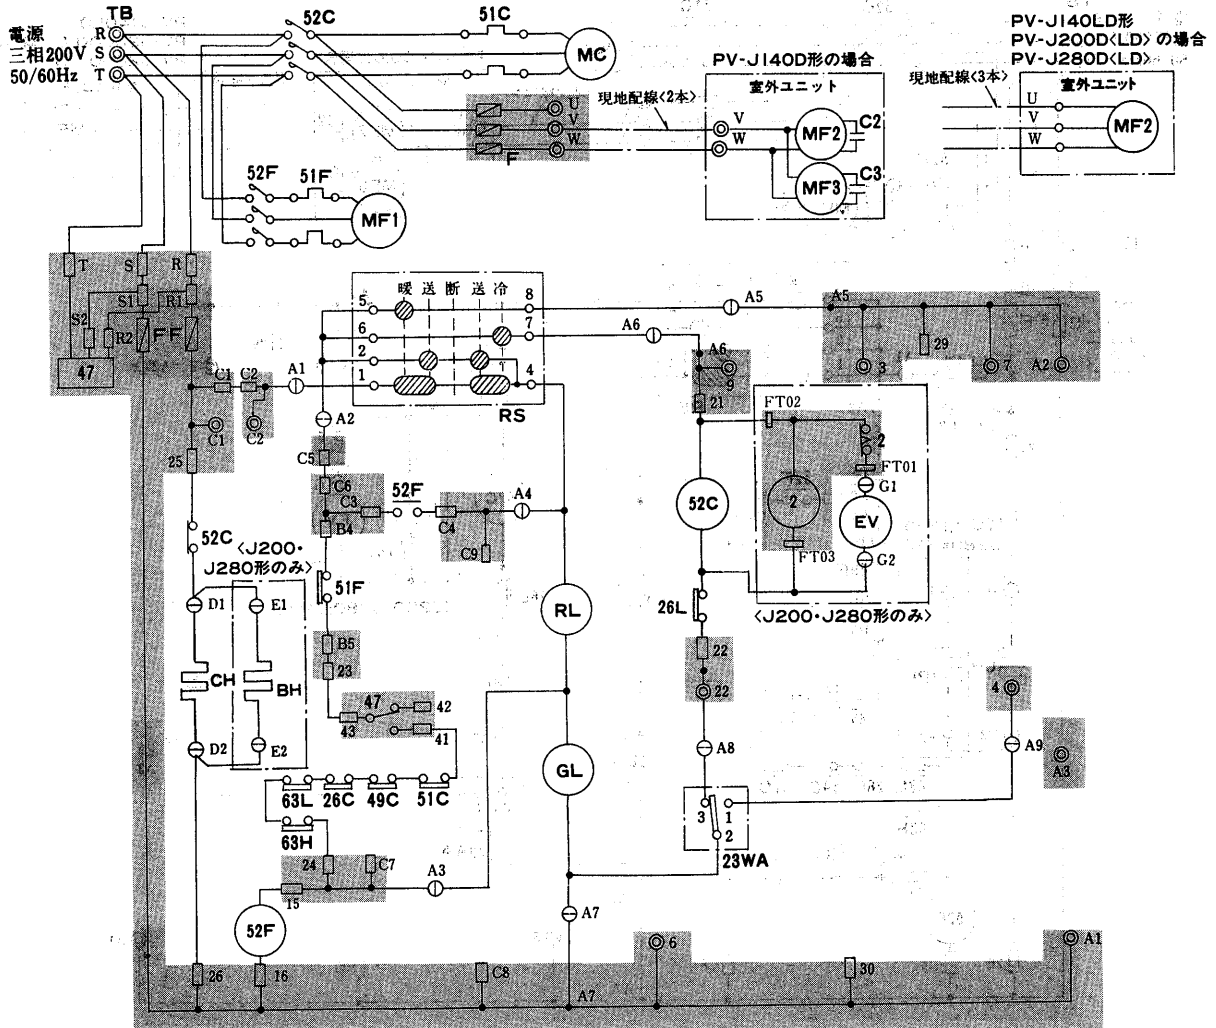 TB
52C
51C
電源
三相200V
50/60Hz
R
S
T
MC
PV-J140D形の場合
室外ユニット
PV-J140LD形
PV-J200D<LD>の場合
PV-J280D<LD>
現地配線<3本>
室外ユニット
現地配線<2本>
U
V
W
F
V
W
MF2
C2
MF3
C3
U
V
W
MF2
52F
51F
MF1
T
S
R
S1
R1
S2
R2
F
F
47
暖 送 断 送 冷
5
8
6
7
2
1
4
RS
A5
A6
A5
29
3
7
A2
A6
9
21
C1
C2
A1
C1
C2
A2
25
C5
C6
C3
52F
C4
A4
C9
B4
52C
FT02
2
FT01
G1
2
EV
FT03
G2
<J200・J280形のみ>
52C
<J200・
J280形のみ>
51F
26L
D1
E1
RL
B5
23
22
22
CH
BH
47
42
43
41
4
A8
A9
A3
D2
E2
GL
63L
26C
49C
51C
3
1
2
23WA
63H
24
C7
A3
15
52F
A7
6
A1
26
16
C8
A7
30